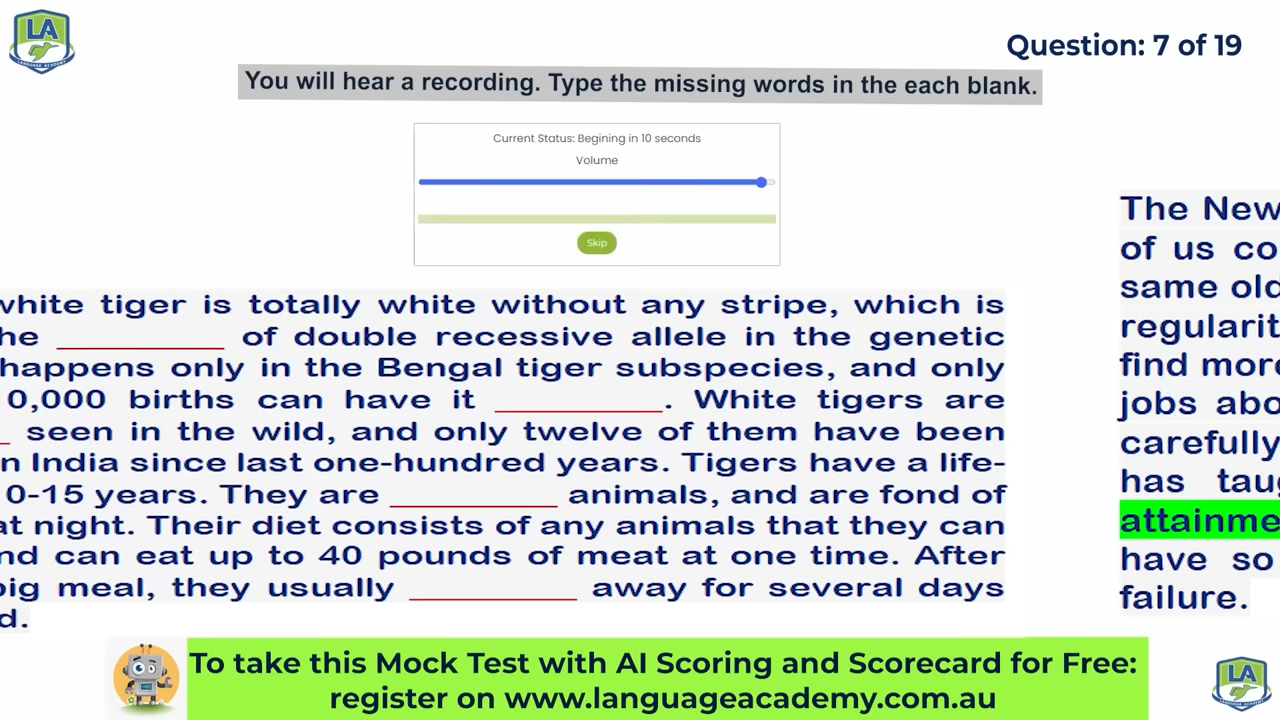 LA
LANGUAGE ACADEMY
Question: 7 of 19
You will hear a recording. Type the missing words in the each blank.
Current Status: Begining in 10 seconds
Volume
Skip
white tiger is totally white without any stripe, which is
he __________ of double recessive allele in the genetic
happens only in the Bengal tiger subspecies, and only
0,000 births can have it __________. White tigers are
_ seen in the wild, and only twelve of them have been
n India since last one-hundred years. Tigers have a life-
0-15 years. They are __________ animals, and are fond of
at night. Their diet consists of any animals that they can
nd can eat up to 40 pounds of meat at one time. After
big meal, they usually __________ away for several days
d.
The New
of us co
same old
regularit
find more
jobs abo
carefully
has taug
attainme
have so
failure.
To take this Mock Test with AI Scoring and Scorecard for Free:
register on www.languageacademy.com.au
LA